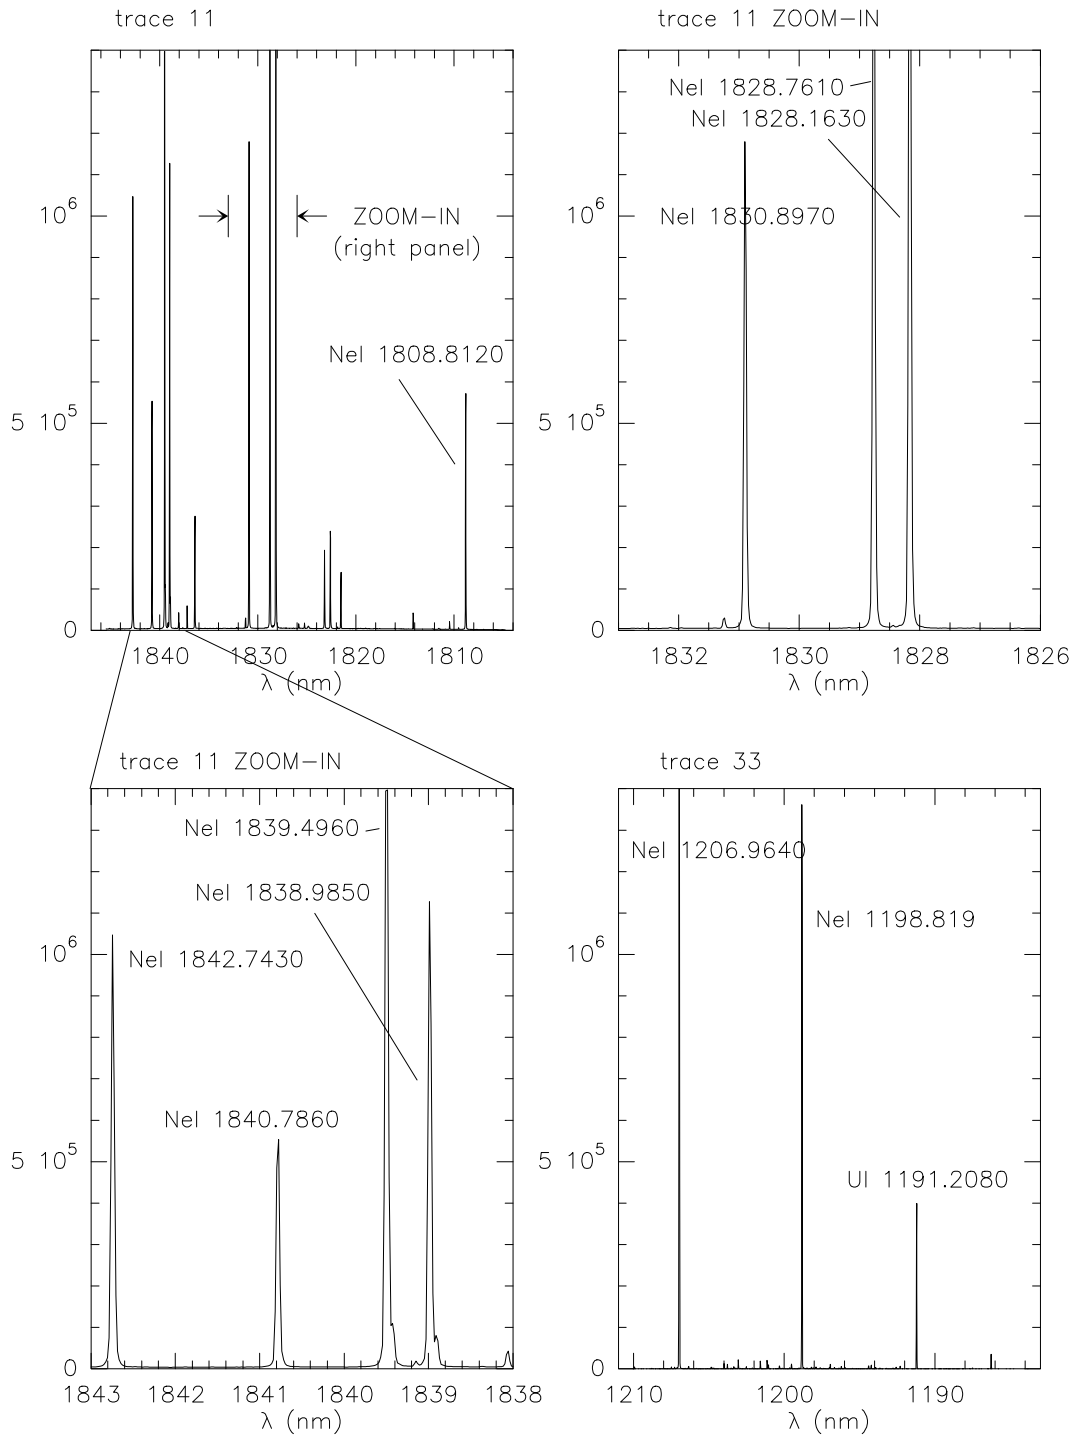 trace 11
10^6
5 10^5
0
ZOOM-IN
(right panel)
NeI 1808.8120
1840 1830 1820 1810
λ (nm)
trace 11 ZOOM-IN
NeI 1828.7610
NeI 1828.1630
NeI 1830.8970
10^6
5 10^5
0
1832 1830 1828 1826
λ (nm)
trace 11 ZOOM-IN
NeI 1839.4960
NeI 1838.9850
NeI 1842.7430
NeI 1840.7860
10^6
5 10^5
0
1843 1842 1841 1840 1839 1838
λ (nm)
trace 33
NeI 1206.9640
NeI 1198.819
UI 1191.2080
10^6
5 10^5
0
1210 1200 1190
λ (nm)